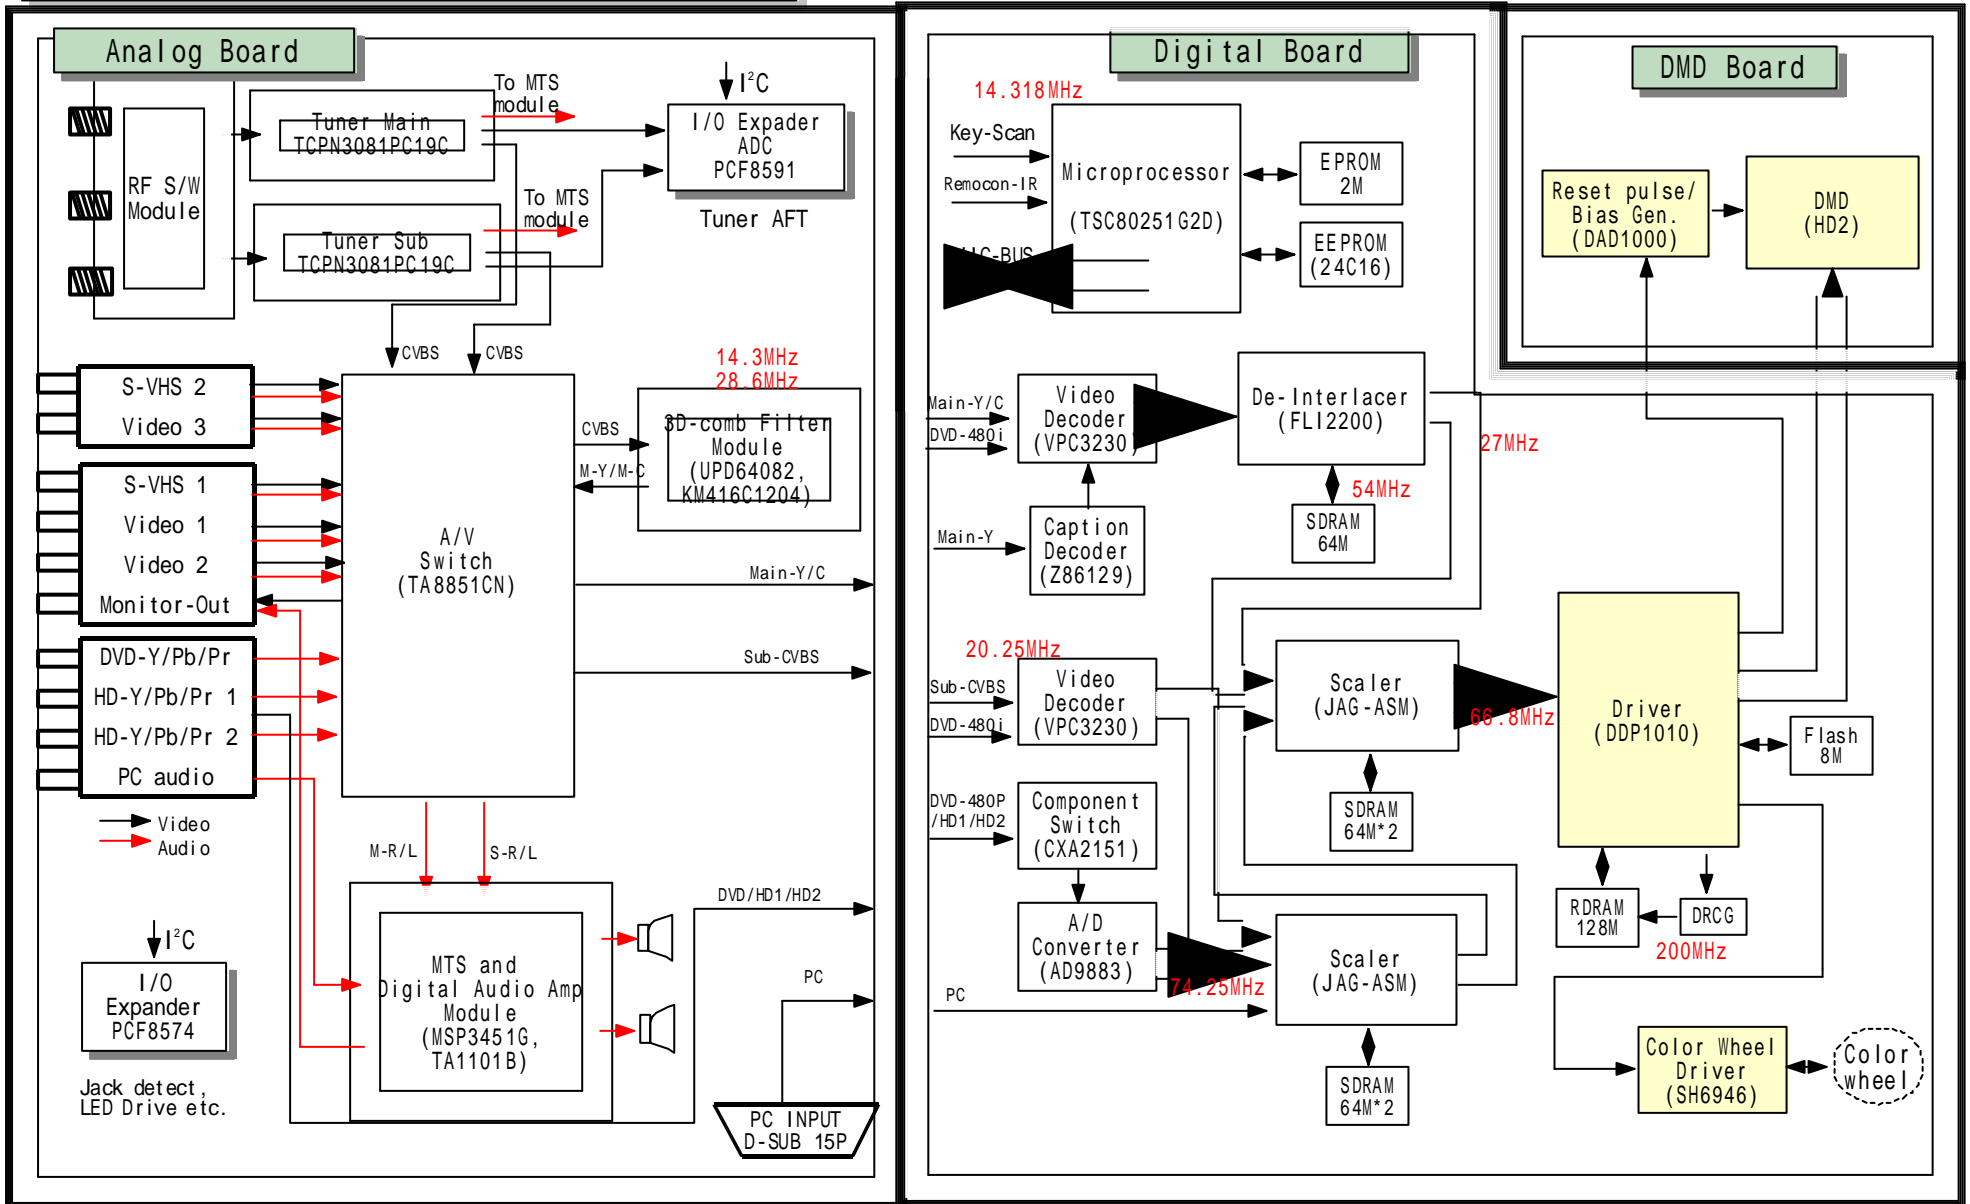 Analog Board
RF S/W
Module
Tuner Main
TCPN3081PC19C
To MTS
module
Tuner Sub
TCPN3081PC19C
To MTS
module
I²C
I/O Expader
ADC
PCF8591
Tuner AFT
CVBS
CVBS
S-VHS 2
Video 3
S-VHS 1
Video 1
Video 2
Monitor-Out
DVD-Y/Pb/Pr
HD-Y/Pb/Pr 1
HD-Y/Pb/Pr 2
PC audio
Video
Audio
A/V
Switch
(TA8851CN)
14.3MHz
28.6MHz
CVBS
M-Y/M-C
3D-comb Filter
Module
(UPD64082,
KM416C1204)
Main-Y/C
Sub-CVBS
M-R/L
S-R/L
DVD/HD1/HD2
PC
I²C
I/O
Expander
PCF8574
Jack detect,
LED Drive etc.
MTS and
Digital Audio Amp
Module
(MSP3451G,
TA1101B)
PC INPUT
D-SUB 15P
Digital Board
14.318MHz
Key-Scan
Remocon-IR
Microprocessor
(TSC80251G2D)
EPROM
2M
EEPROM
(24C16)
Main-Y/C
DVD-480i
Video
Decoder
(VPC3230)
De-Interlacer
(FLI2200)
27MHz
54MHz
SDRAM
64M
Main-Y
Caption
Decoder
(Z86129)
20.25MHz
Sub-CVBS
DVD-480i
Video
Decoder
(VPC3230)
Scaler
(JAG-ASM)
66.8MHz
SDRAM
64M*2
DVD-480P
/HD1/HD2
Component
Switch
(CXA2151)
A/D
Converter
(AD9883)
74.25MHz
PC
Scaler
(JAG-ASM)
SDRAM
64M*2
Driver
(DDP1010)
Flash
8M
RDRAM
128M
DRCG
200MHz
Color Wheel
Driver
(SH6946)
Color
wheel
DMD Board
Reset pulse/
Bias Gen.
(DAD1000)
DMD
(HD2)